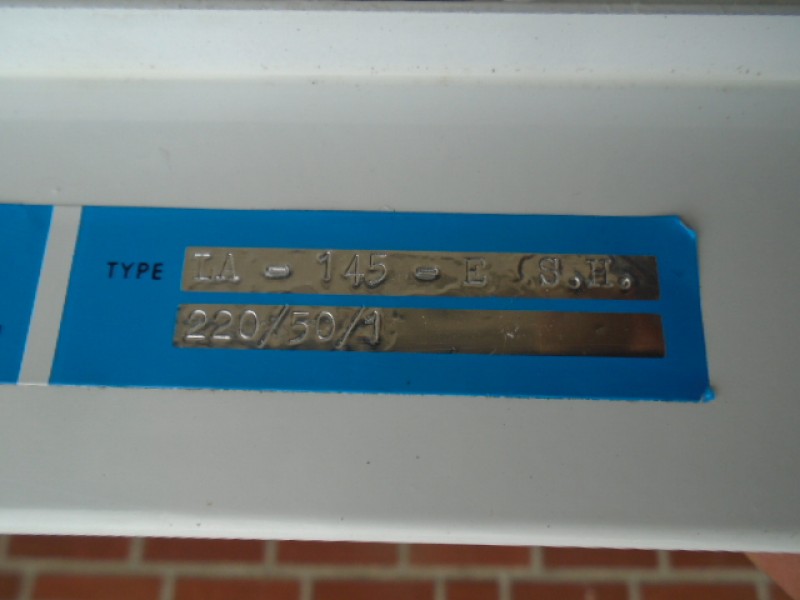 TYPE IA - 145 - E S.H.
220/50/1